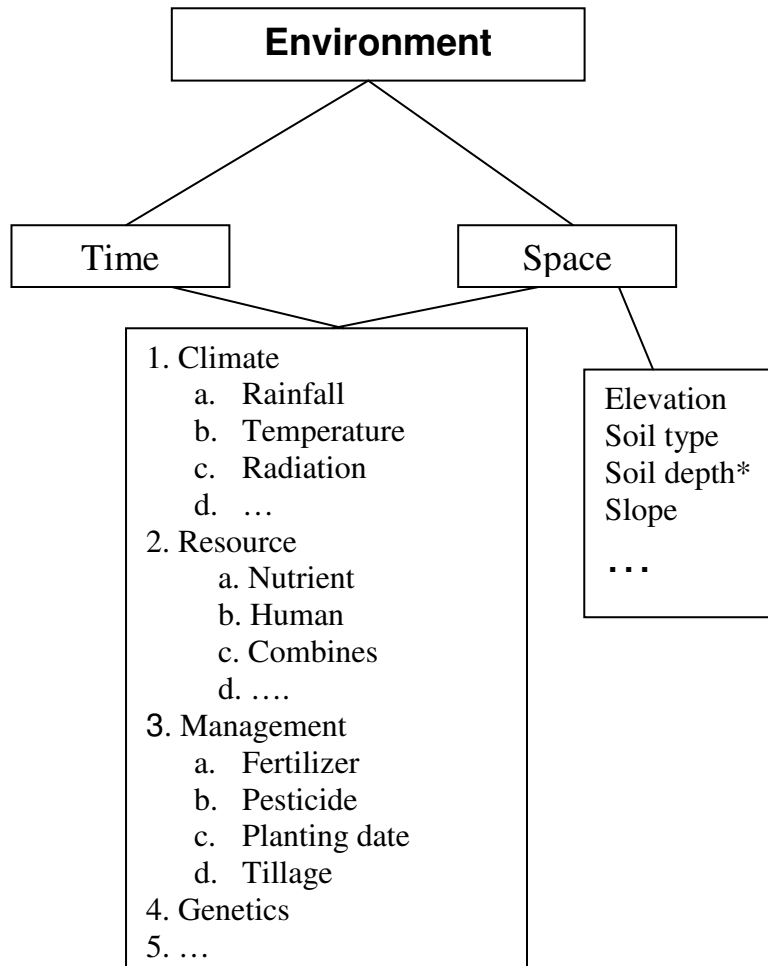 Environment
Time
Space
1. Climate
a. Rainfall
b. Temperature
c. Radiation
d. …
2. Resource
a. Nutrient
b. Human
c. Combines
d. ….
3. Management
a. Fertilizer
b. Pesticide
c. Planting date
d. Tillage
4. Genetics
5. …
Elevation
Soil type
Soil depth*
Slope
...